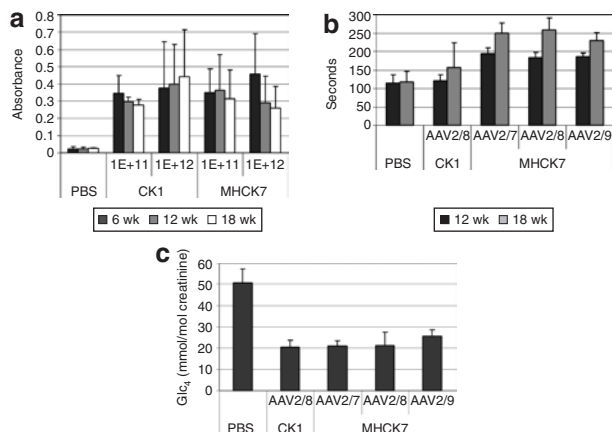 a
Absorbance
0.8
0.7
0.6
0.5
0.4
0.3
0.2
0.1
0
1E+11 1E+12 1E+11 1E+12
PBS CK1 MHCK7
6 wk 12 wk 18 wk
b
Seconds
300
250
200
150
100
50
0
AAV2/8 AAV2/7 AAV2/8 AAV2/9
PBS CK1 MHCK7
12 wk 18 wk
c
Glc4 (mmol/mol creatinine)
60
50
40
30
20
10
0
AAV2/8 AAV2/7 AAV2/8 AAV2/9
PBS CK1 MHCK7